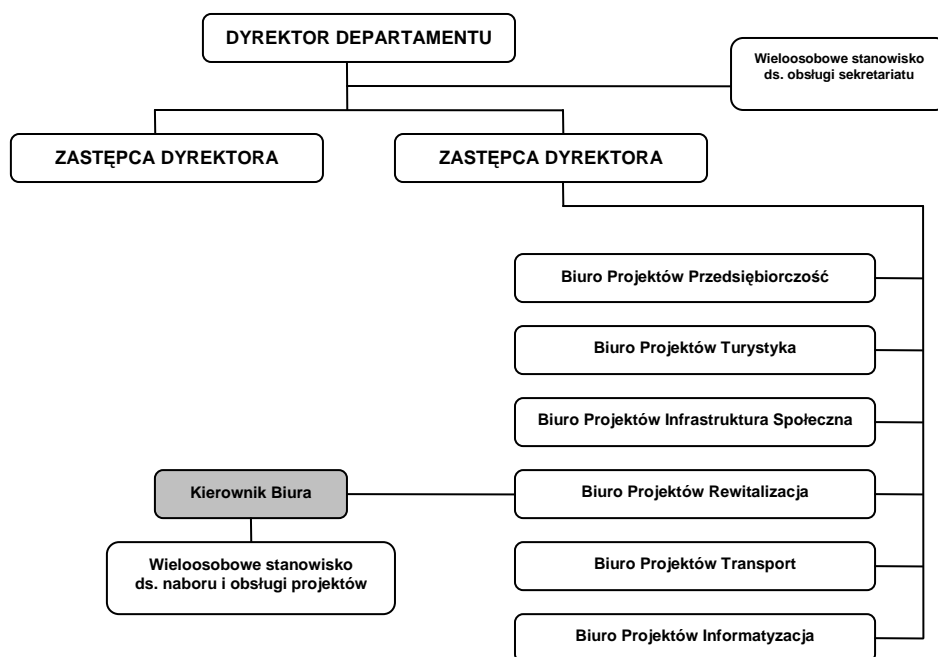 DYREKTOR DEPARTAMENTU
Wieloosobowe stanowisko
ds. obsługi sekretariatu
ZASTĘPCA DYREKTORA
ZASTĘPCA DYREKTORA
Biuro Projektów Przedsiębiorczość
Biuro Projektów Turystyka
Biuro Projektów Infrastruktura Społeczna
Kierownik Biura
Biuro Projektów Rewitalizacja
Wieloosobowe stanowisko
ds. naboru i obsługi projektów
Biuro Projektów Transport
Biuro Projektów Informatyzacja